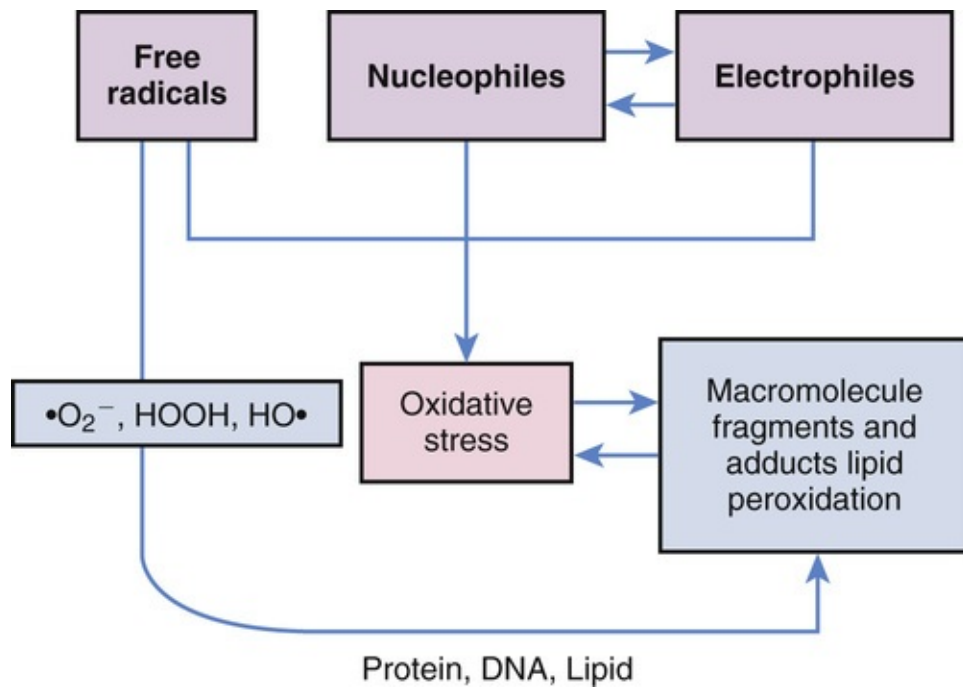 Free
radicals
Nucleophiles
Electrophiles
•O₂⁻, HOOH, HO•
Oxidative
stress
Macromolecule
fragments and
adducts lipid
peroxidation
Protein, DNA, Lipid